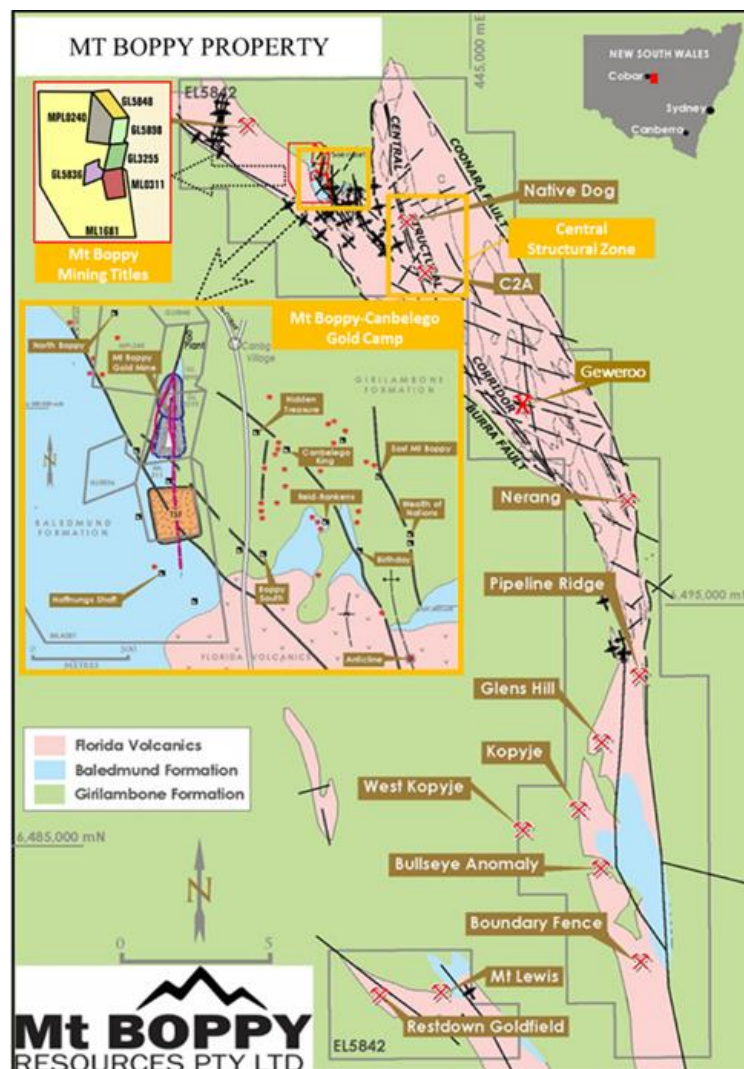 MT BOPPY PROPERTY
445,000 mE
NEW SOUTH WALES
Cobar
Sydney
Canberra
EL5842
GL5848
MPL0240
GL5898
GL3255
GL5836
ML0311
ML1681
Mt Boppy
Mining Titles
CENTRAL
STRUCTURAL
CORRIDOR
COONARA FAULT
BURRA FAULT
Native Dog
Central
Structural Zone
C2A
Geweroo
Nerang
Pipeline Ridge
6,495,000 mN
Glens Hill
Kopyje
West Kopyje
Bullseye Anomaly
Boundary Fence
Mt Lewis
Restdown Goldfield
EL5842
Mt Boppy-Canbelego
Gold Camp
North Boppy
Mt Boppy
Gold Mine
Plant
Village
GIRILAMBONE
FORMATION
Hidden
Treasure
Canbelego
King
East Mt Boppy
Reid-Rankens
Wealth of
Nations
Birthday
BALEDMUND
FORMATION
TSF
Hoffnungs Shaft
Boppy
South
METRES
500
FLORIDA VOLCANICS
Anticline
Florida Volcanics
Baledmund Formation
Girilambone Formation
6,485,000 mN
N
0
5
Mt BOPPY
RESOURCES PTY LTD